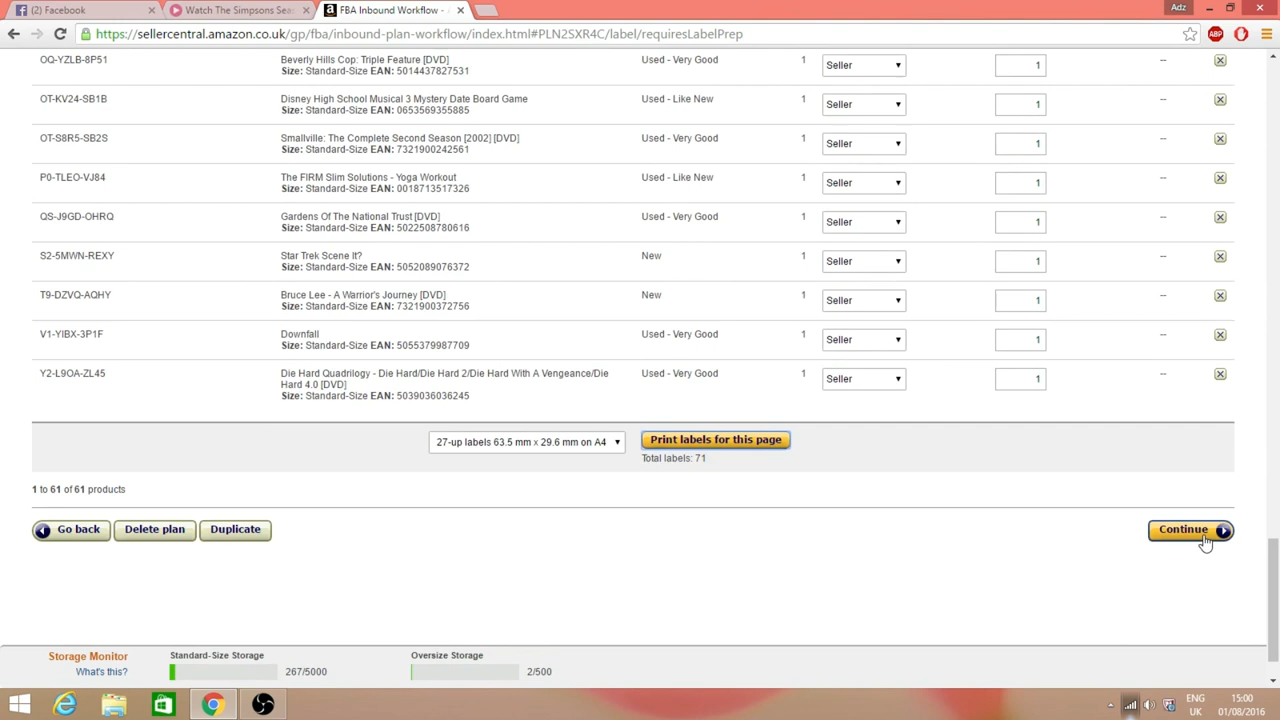 (2) Facebook
Watch The Simpsons Sea
FBA Inbound Workflow -
Adz
https://sellercentral.amazon.co.uk/gp/fba/inbound-plan-workflow/index.html#PLN2SXR4C/label/requiresLabelPrep
ABP
OQ-YZLB-8P51 Beverly Hills Cop: Triple Feature [DVD] Used - Very Good 1 Seller 1 --
Size: Standard-Size EAN: 5014437827531
OT-KV24-SB1B Disney High School Musical 3 Mystery Date Board Game Used - Like New 1 Seller 1 --
Size: Standard-Size EAN: 0653569355885
OT-S8R5-SB2S Smallville: The Complete Second Season [2002] [DVD] Used - Very Good 1 Seller 1 --
Size: Standard-Size EAN: 7321900242561
P0-TLEO-VJ84 The FIRM Slim Solutions - Yoga Workout Used - Like New 1 Seller 1 --
Size: Standard-Size EAN: 0018713517326
QS-J9GD-OHRQ Gardens Of The National Trust [DVD] Used - Very Good 1 Seller 1 --
Size: Standard-Size EAN: 5022508780616
S2-5MWN-REXY Star Trek Scene It? New 1 Seller 1 --
Size: Standard-Size EAN: 5052089076372
T9-DZVQ-AQHY Bruce Lee - A Warrior's Journey [DVD] New 1 Seller 1 --
Size: Standard-Size EAN: 7321900372756
V1-YIBX-3P1F Downfall Used - Very Good 1 Seller 1 --
Size: Standard-Size EAN: 5055379987709
Y2-L9OA-ZL45 Die Hard Quadrilogy - Die Hard/Die Hard 2/Die Hard With A Vengeance/Die Used - Very Good 1 Seller 1 --
Hard 4.0 [DVD]
Size: Standard-Size EAN: 5039036036245
27-up labels 63.5 mm x 29.6 mm on A4 Print labels for this page
Total labels: 71
1 to 61 of 61 products
Go back Delete plan Duplicate Continue
Storage Monitor Standard-Size Storage Oversize Storage
What's this? 267/5000 2/500
ENG 15:00
UK 01/08/2016